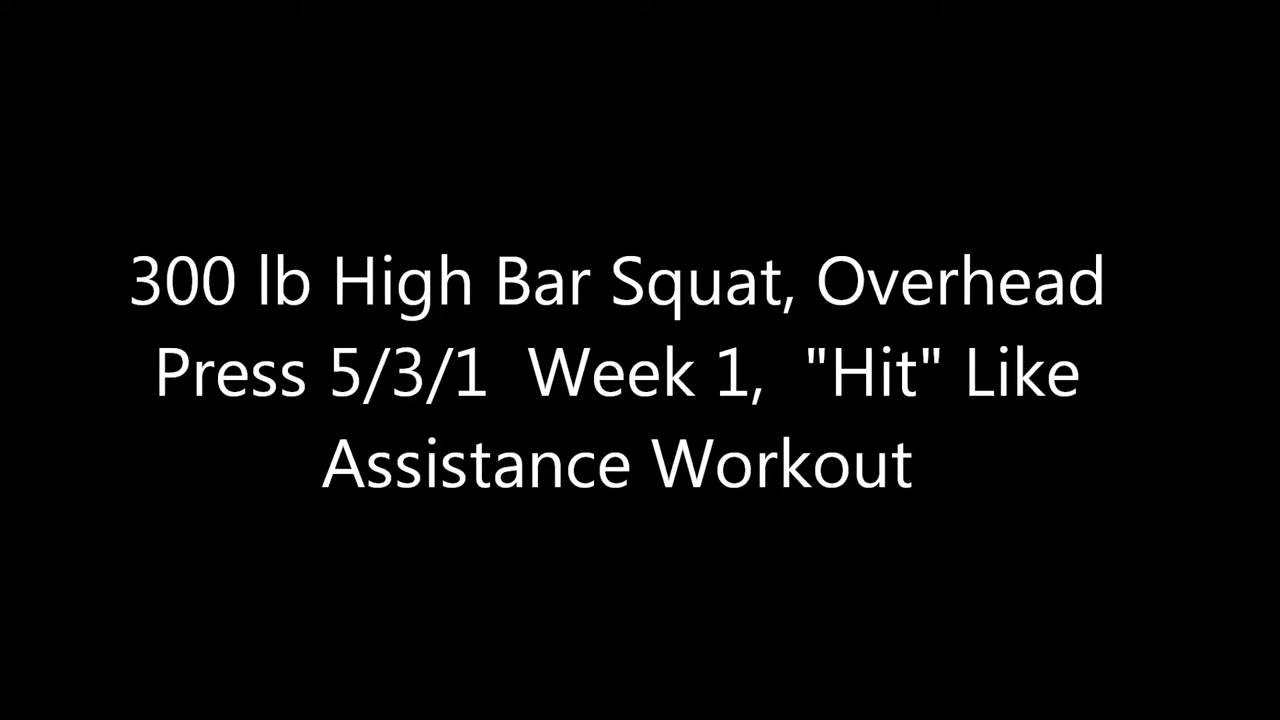 300 lb High Bar Squat, Overhead
Press 5/3/1  Week 1,  "Hit" Like
Assistance Workout